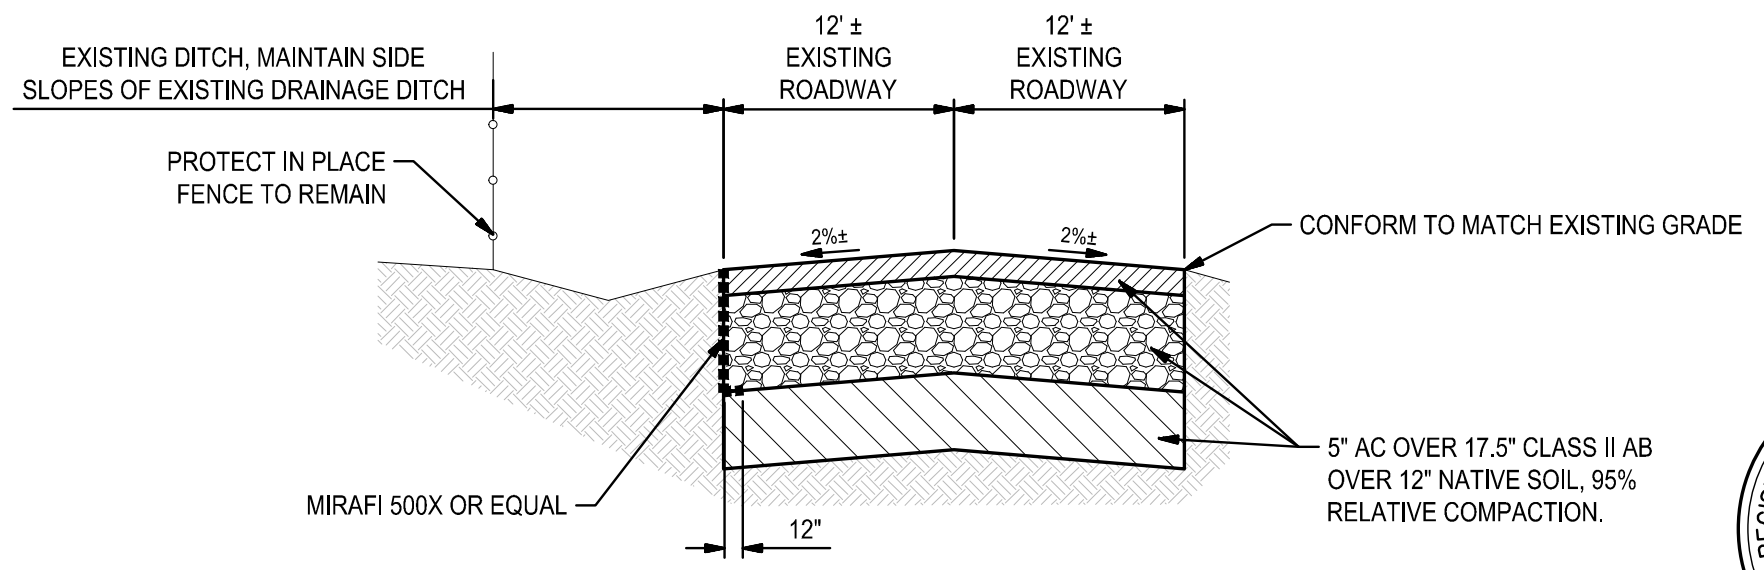 EXISTING DITCH, MAINTAIN SIDE
SLOPES OF EXISTING DRAINAGE DITCH
12' ±
EXISTING
ROADWAY
12' ±
EXISTING
ROADWAY
PROTECT IN PLACE
FENCE TO REMAIN
2%±
2%±
CONFORM TO MATCH EXISTING GRADE
MIRAFI 500X OR EQUAL
12"
5" AC OVER 17.5" CLASS II AB
OVER 12" NATIVE SOIL, 95%
RELATIVE COMPACTION.